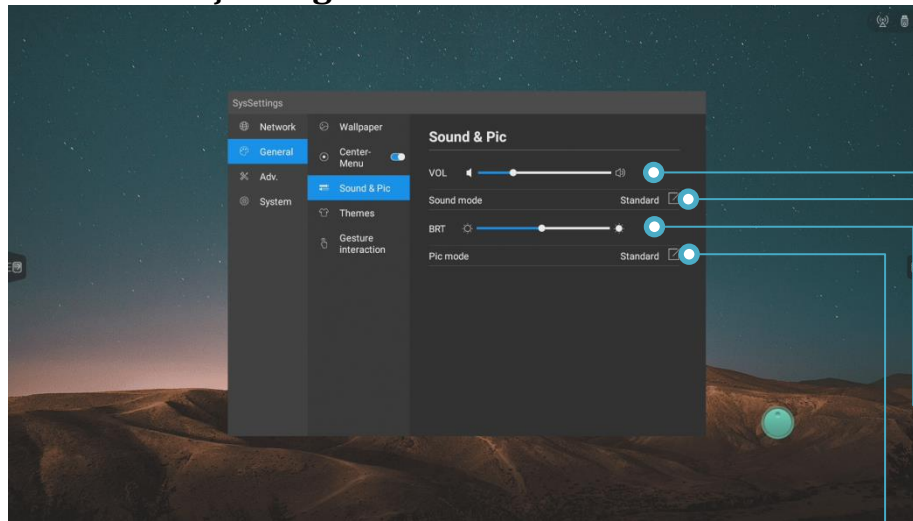 SysSettings
Network
General
Adv.
System
Wallpaper
Center-
Menu
Sound & Pic
Themes
Gesture
interaction
Sound & Pic
VOL
Sound mode Standard
BRT
Pic mode Standard